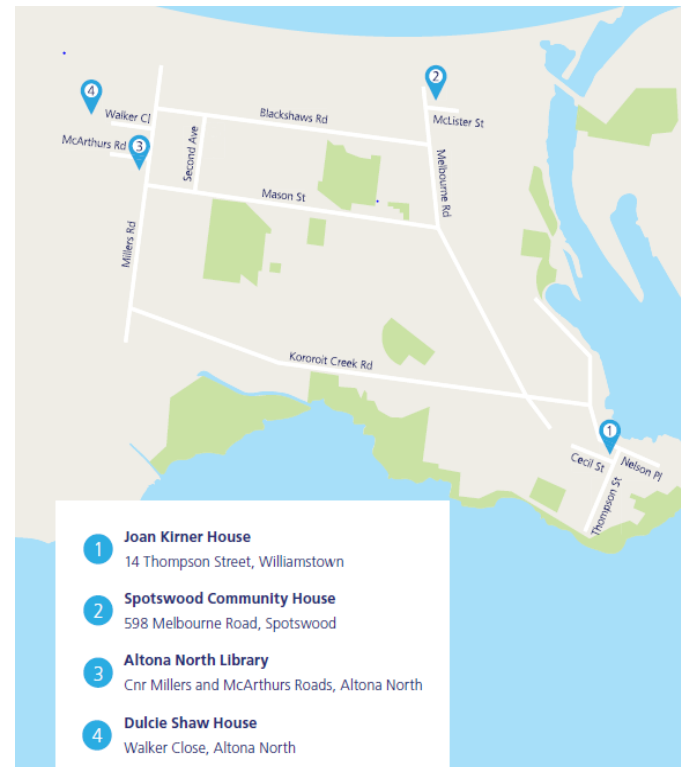 4
2
Walker Cl
Blackshaws Rd
McLister St
McArthurs Rd
3
Second Ave
Melbourne Rd
Mason St
Millers Rd
Kororoit Creek Rd
1
Cecil St
Nelson Pl
Thompson St
1
Joan Kirner House
14 Thompson Street, Williamstown
2
Spotswood Community House
598 Melbourne Road, Spotswood
3
Altona North Library
Cnr Millers and McArthurs Roads, Altona North
4
Dulcie Shaw House
Walker Close, Altona North